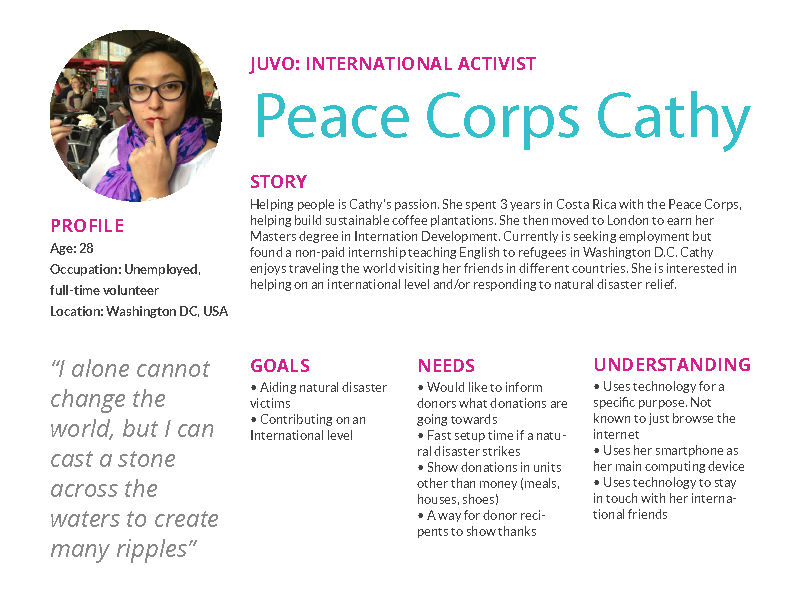 JUVO: INTERNATIONAL ACTIVIST
Peace Corps Cathy
STORY
Helping people is Cathy's passion. She spent 3 years in Costa Rica with the Peace Corps,
helping build sustainable coffee plantations. She then moved to London to earn her
Masters degree in Internation Development. Currently is seeking employment but
found a non-paid internship teaching English to refugees in Washington D.C. Cathy
enjoys traveling the world visiting her friends in different countries. She is interested in
helping on an international level and/or responding to natural disaster relief.
PROFILE
Age: 28
Occupation: Unemployed,
full-time volunteer
Location: Washington DC, USA
“I alone cannot
change the
world, but I can
cast a stone
across the
waters to create
many ripples”
GOALS
• Aiding natural disaster
victims
• Contributing on an
International level
NEEDS
• Would like to inform
donors what donations are
going towards
• Fast setup time if a natu-
ral disaster strikes
• Show donations in units
other than money (meals,
houses, shoes)
• A way for donor reci-
pents to show thanks
UNDERSTANDING
• Uses technology for a
specific purpose. Not
known to just browse the
internet
• Uses her smartphone as
her main computing device
• Uses technology to stay
in touch with her interna-
tional friends